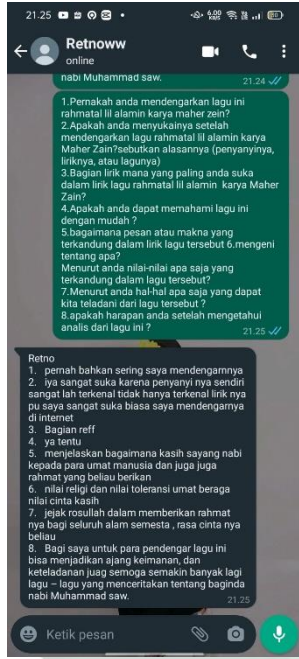 21.25
6.00 KB/S
Retnoww
online
nabi Muhammad saw.
21.24
1.Pernakah anda mendengarkan lagu ini
rahmatal lil alamin karya maher zein?
2.Apakah anda menyukainya setelah
mendengarkan lagu rahmatal lil alamin karya
Maher Zain?sebutkan alasannya (penyanyinya,
liriknya, atau lagunya)
3.Bagian lirik mana yang paling anda suka
dalam lirik lagu rahmatal lil alamin karya Maher
Zain?
4.Apakah anda dapat memahami lagu ini
dengan mudah ?
5.bagaimana pesan atau makna yang
terkandung dalam lirik lagu tersebut 6.mengeni
tentang apa?
Menurut anda nilai-nilai apa saja yang
terkandung dalam lagu tersebut?
7.Menurut anda hal-hal apa saja yang dapat
kita teladani dari lagu tersebut ?
8.apakah harapan anda setelah mengetahui
analis dari lagu ini ?
21.25
Retno
1. pernah bahkan sering saya mendengarnya
2. iya sangat suka karena penyanyi nya sendiri
sangat lah terkenal tidak hanya terkenal lirik nya
pu saya sangat suka biasa saya mendengarnya
di internet
3. Bagian reff
4. ya tentu
5. menjelaskan bagaimana kasih sayang nabi
kepada para umat manusia dan juga juga
rahmat yang beliau berikan
6. nilai religi dan nilai toleransi umat beraga
nilai cinta kasih
7. jejak rosullah dalam memberikan rahmat
nya bagi seluruh alam semesta , rasa cinta nya
beliau
8. Bagi saya untuk para pendengar lagu ini
bisa menjadikan ajang keimanan, dan
keteladanan juag semoga semakin banyak lagi
lagu – lagu yang menceritakan tentang baginda
nabi Muhammad saw.
21.25
Ketik pesan